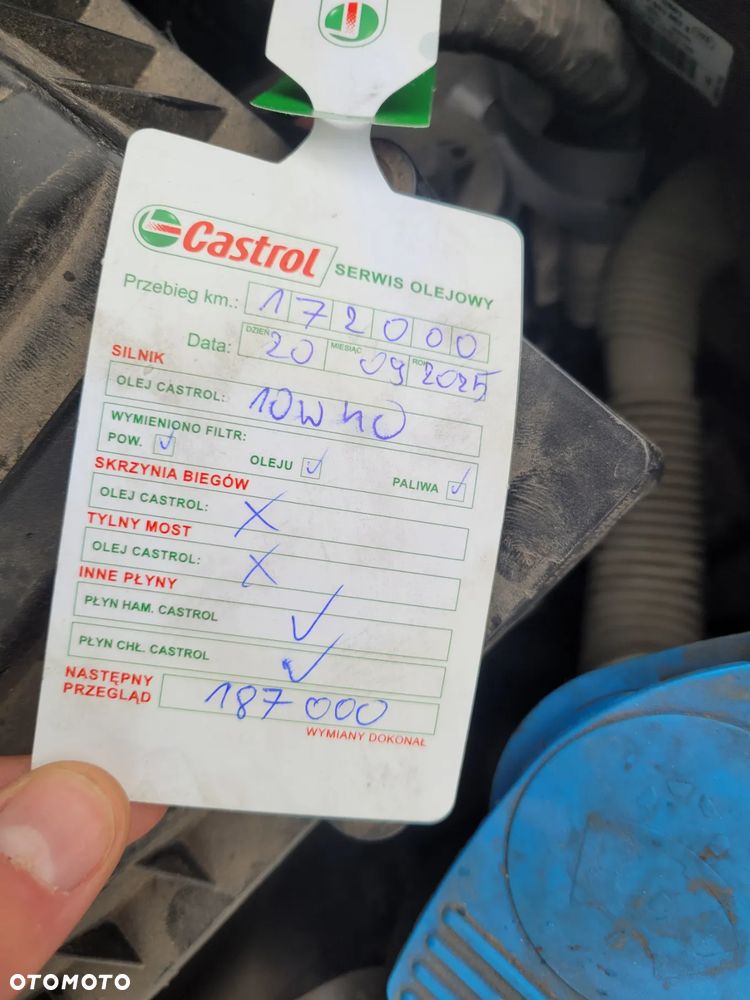 Castrol SERWIS OLEJOWY
Przebieg km.: 172000
Data: DZIEŃ 20 MIESIĄC 09 ROK 2025
SILNIK
OLEJ CASTROL: 10W40
WYMIENIONO FILTR:
POW. ✓ OLEJU ✓ PALIWA ✓
SKRZYNIA BIEGÓW
OLEJ CASTROL: X
TYLNY MOST
OLEJ CASTROL: X
INNE PŁYNY
PŁYN HAM. CASTROL ✓
PŁYN CHŁ. CASTROL ✓
NASTĘPNY
PRZEGLĄD 187000
WYMIANY DOKONAŁ
OTOMOTO